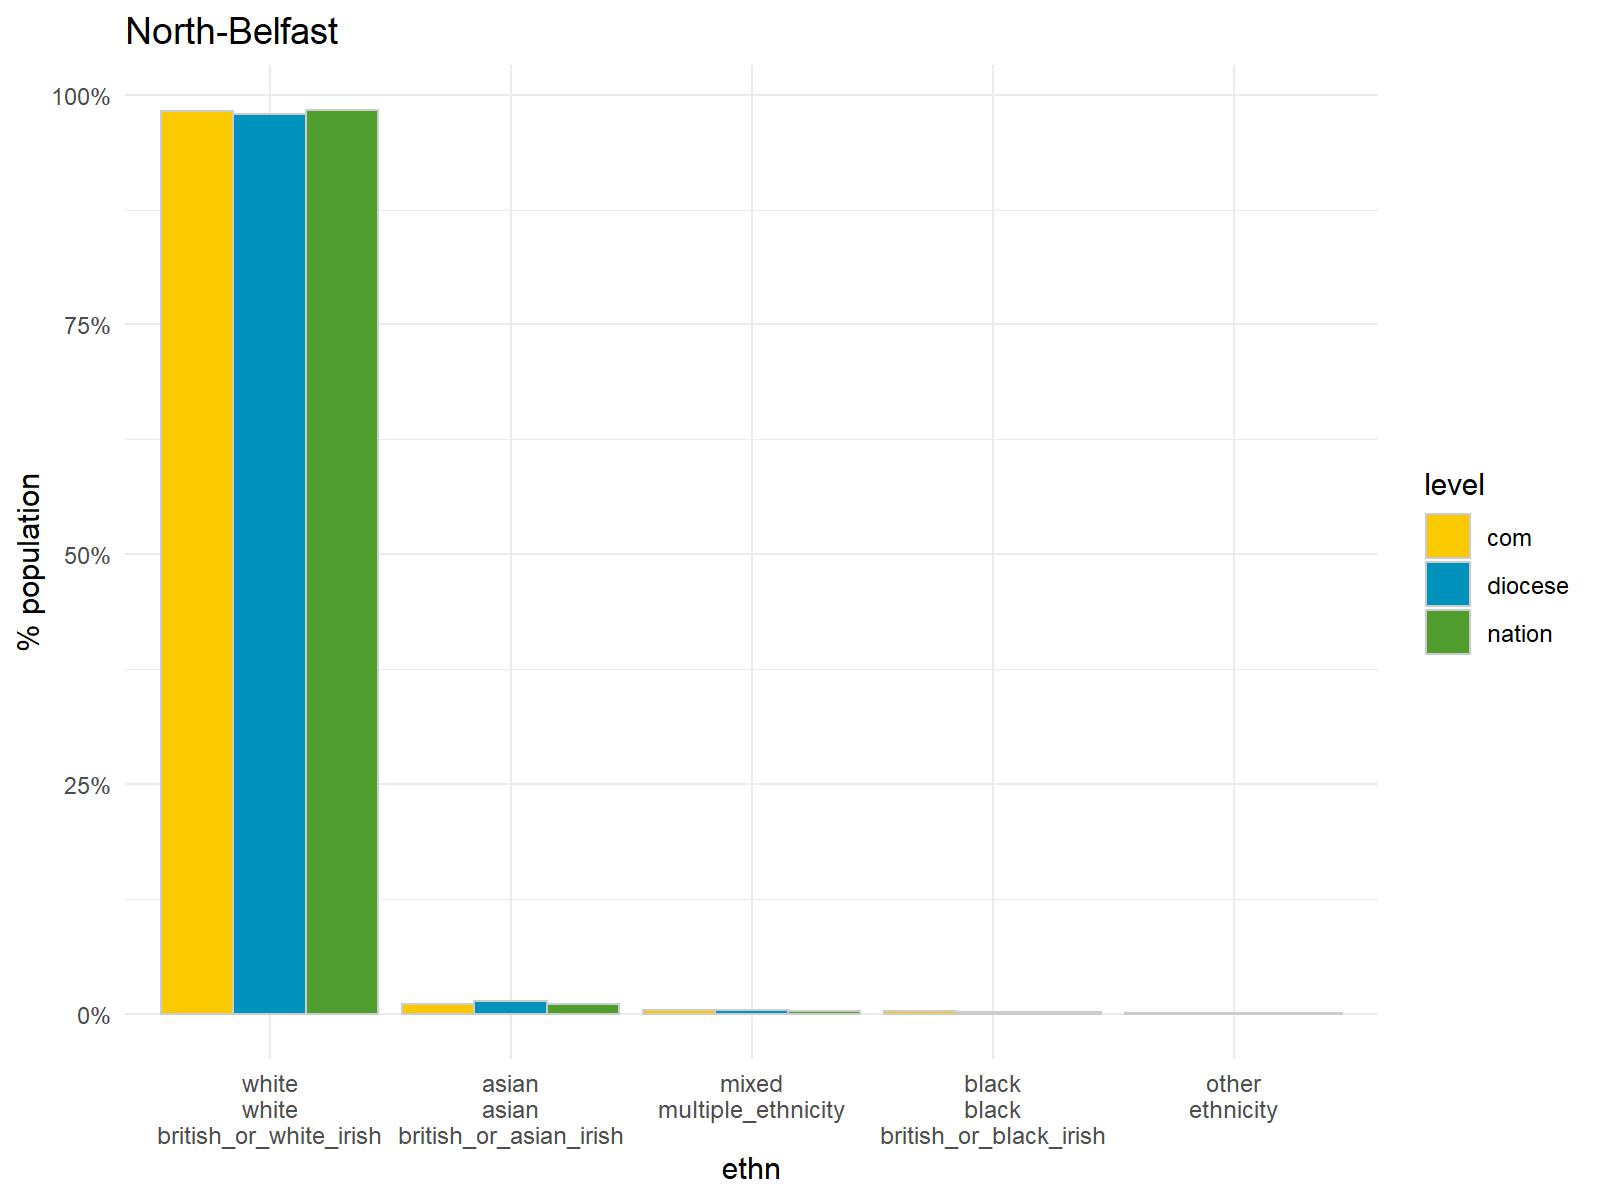 North-Belfast
100%
75%
50%
25%
0%
% population
white
white
british_or_white_irish
asian
asian
british_or_asian_irish
mixed
multiple_ethnicity
black
black
british_or_black_irish
other
ethnicity
ethn
level
com
diocese
nation